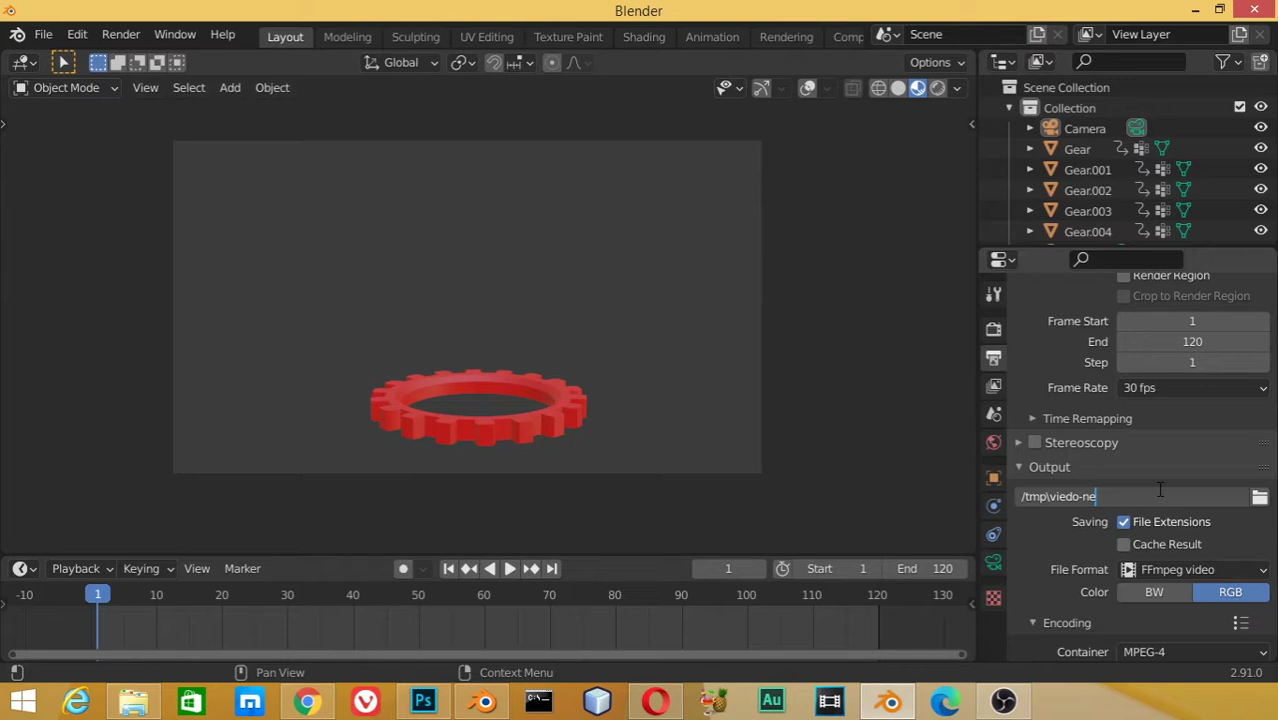 Blender
File Edit Render Window Help Layout Modeling Sculpting UV Editing Texture Paint Shading Animation Rendering Comp Scene View Layer
Global Options
Object Mode View Select Add Object
Scene Collection
Collection
Camera
Gear
Gear.001
Gear.002
Gear.003
Gear.004
Render Region
Crop to Render Region
Frame Start 1
End 120
Step 1
Frame Rate 30 fps
Time Remapping
Stereoscopy
Output
/tmp\viedo-ne
Saving File Extensions
Cache Result
File Format FFmpeg video
Color BW RGB
Encoding
Container MPEG-4
Playback Keying View Marker 1 Start 1 End 120
-10 1 10 20 30 40 50 60 70 80 90 100 110 120 130
Pan View Context Menu 2.91.0
Ps Au